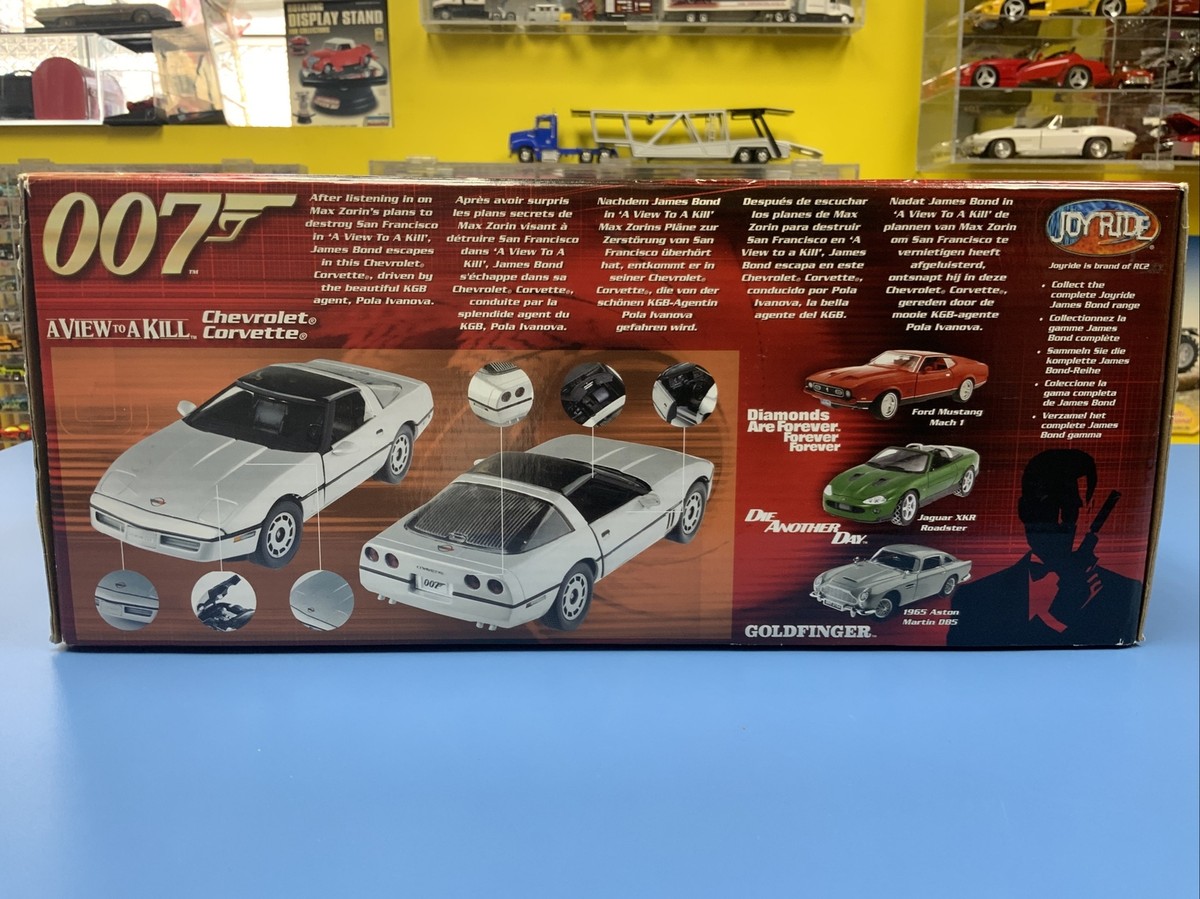 DISPLAY STAND
007
After listening in on
Max Zorin's plans to
destroy San Francisco
in 'A View To A Kill',
James Bond escapes
in this Chevrolet®
Corvette®, driven by
the beautiful KGB
agent, Pola Ivanova.
Après avoir surpris
les plans secrets de
Max Zorin visant à
détruire San Francisco
dans 'A View To A
Kill', James Bond
s'échappe dans sa
Chevrolet® Corvette®,
conduite par la
splendide agent du
KGB, Pola Ivanova.
Nachdem James Bond
in 'A View To A Kill'
Max Zorins Pläne zur
Zerstörung von San
Francisco überhört
hat, entkommt er in
seiner Chevrolet®
Corvette®, die von der
schönen KGB-Agentin
Pola Ivanova
gefahren wird.
Después de escuchar
los planes de Max
Zorin para destruir
San Francisco en 'A
View to a Kill', James
Bond escapa en este
Chevrolet® Corvette®,
conducido por Pola
Ivanova, la bella
agente del KGB.
Nadat James Bond in
'A View To A Kill' de
plannen van Max Zorin
om San Francisco te
vernietigen heeft
afgeluisterd,
ontsnapt hij in deze
Chevrolet® Corvette®,
gereden door de
mooie KGB-agente
Pola Ivanova.
JOY RIDE
Joyride is brand of RC2
• Collect the
complete Joyride
James Bond range
• Collectionnez la
gamme James
Bond complète
• Sammeln Sie die
komplette James
Bond-Reihe
• Coleccione la
gama completa
de James Bond
• Verzamel het
complete James
Bond gamma
A VIEW TO A KILL™
Chevrolet®
Corvette®
007
Diamonds
Are Forever™
Forever
Forever
Ford Mustang
Mach 1
Die
Another
Day™
Jaguar XKR
Roadster
GOLDFINGER™
1965 Aston
Martin DB5